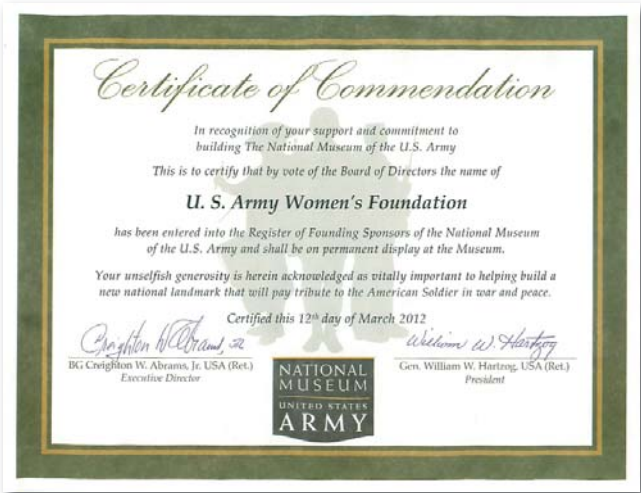 Certificate of Commendation
In recognition of your support and commitment to
building The National Museum of the U.S. Army
This is to certify that by vote of the Board of Directors the name of
U. S. Army Women's Foundation
has been entered into the Register of Founding Sponsors of the National Museum
of the U.S. Army and shall be on permanent display at the Museum.
Your unselfish generosity is herein acknowledged as vitally important to helping build a
new national landmark that will pay tribute to the American Soldier in war and peace.
Certified this 12th day of March 2012
Creighton W Abrams, Jr.
BG Creighton W. Abrams, Jr. USA (Ret.)
Executive Director
William W. Hartzog
Gen. William W. Hartzog, USA (Ret.)
President
NATIONAL
MUSEUM
UNITED STATES
ARMY